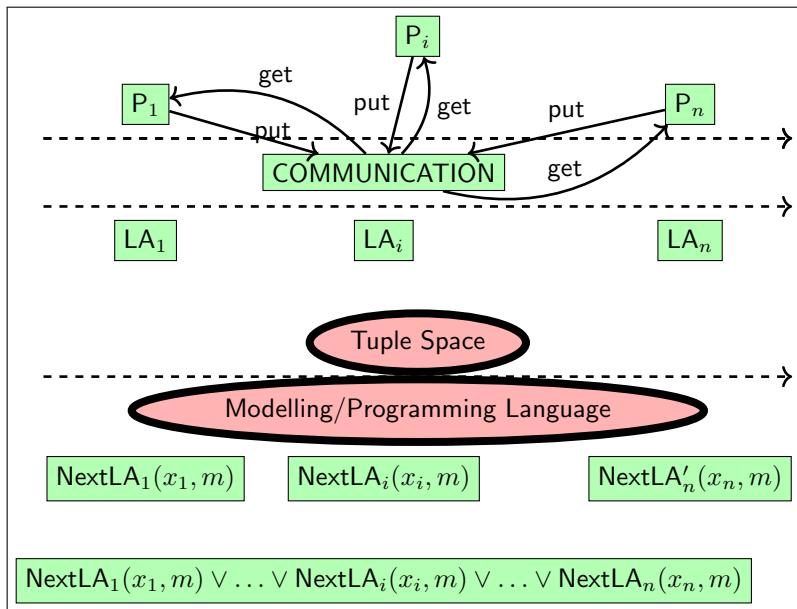 P_i
get
P_1
put
get
put
P_n
put
COMMUNICATION
get
LA_1 LA_i LA_n
Tuple Space
Modelling/Programming Language
NextLA_1(x_1, m) NextLA_i(x_i, m) NextLA′_n(x_n, m)
NextLA_1(x_1, m) ∨ … ∨ NextLA_i(x_i, m) ∨ … ∨ NextLA_n(x_n, m)